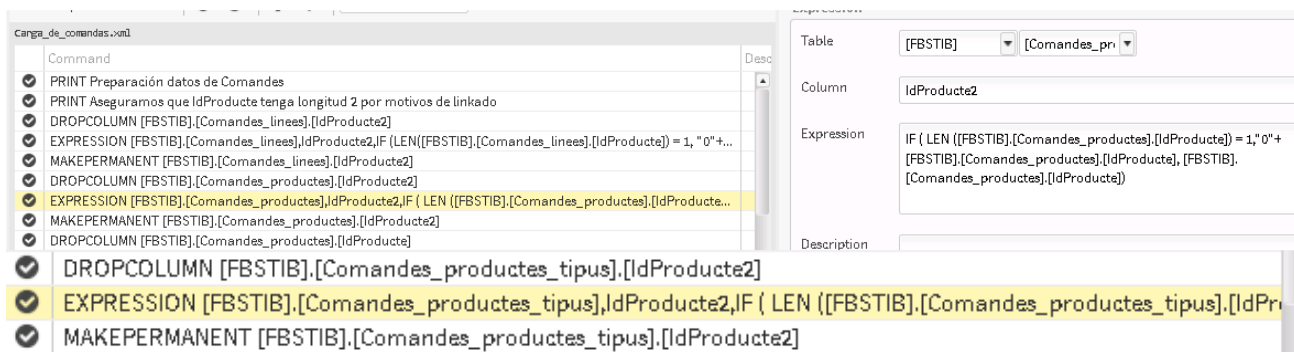 Carga_de_comandas.xml
Command Desc
PRINT Preparación datos de Comandes
PRINT Aseguramos que IdProducte tenga longitud 2 por motivos de linkado
DROPCOLUMN [FBSTIB].[Comandes_linees].[IdProducte2]
EXPRESSION [FBSTIB].[Comandes_linees],IdProducte2,IF (LEN([FBSTIB].[Comandes_linees].[IdProducte]) = 1, "0"+...
MAKEPERMANENT [FBSTIB].[Comandes_linees].[IdProducte2]
DROPCOLUMN [FBSTIB].[Comandes_productes].[IdProducte2]
EXPRESSION [FBSTIB].[Comandes_productes],IdProducte2,IF ( LEN ([FBSTIB].[Comandes_productes].[IdProducte...
MAKEPERMANENT [FBSTIB].[Comandes_productes].[IdProducte2]
DROPCOLUMN [FBSTIB].[Comandes_productes].[IdProducte]
Expression
Table [FBSTIB] [Comandes_pr
Column IdProducte2
Expression IF ( LEN ([FBSTIB].[Comandes_productes].[IdProducte]) = 1,"0"+
[FBSTIB].[Comandes_productes].[IdProducte], [FBSTIB].
[Comandes_productes].[IdProducte])
Description
DROPCOLUMN [FBSTIB].[Comandes_productes_tipus].[IdProducte2]
EXPRESSION [FBSTIB].[Comandes_productes_tipus],IdProducte2,IF ( LEN ([FBSTIB].[Comandes_productes_tipus].[IdPr
MAKEPERMANENT [FBSTIB].[Comandes_productes_tipus].[IdProducte2]